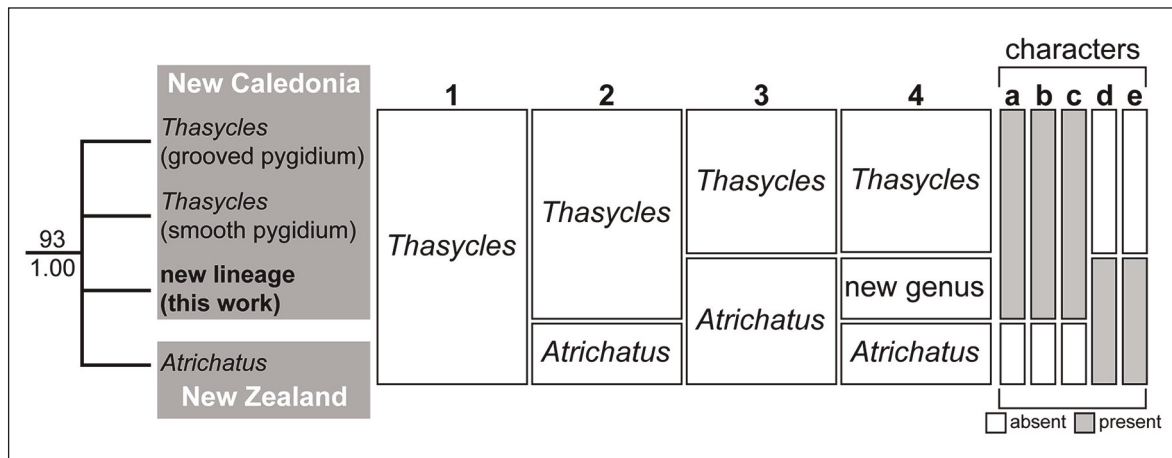 characters
New Caledonia
1 2 3 4 a b c d e
Thasycles
(grooved pygidium)
Thasycles
(smooth pygidium)
new lineage
(this work)
Atrichatus
New Zealand
93
1.00
Thasycles
Thasycles
Atrichatus
Thasycles
Atrichatus
Thasycles
new genus
Atrichatus
absent present